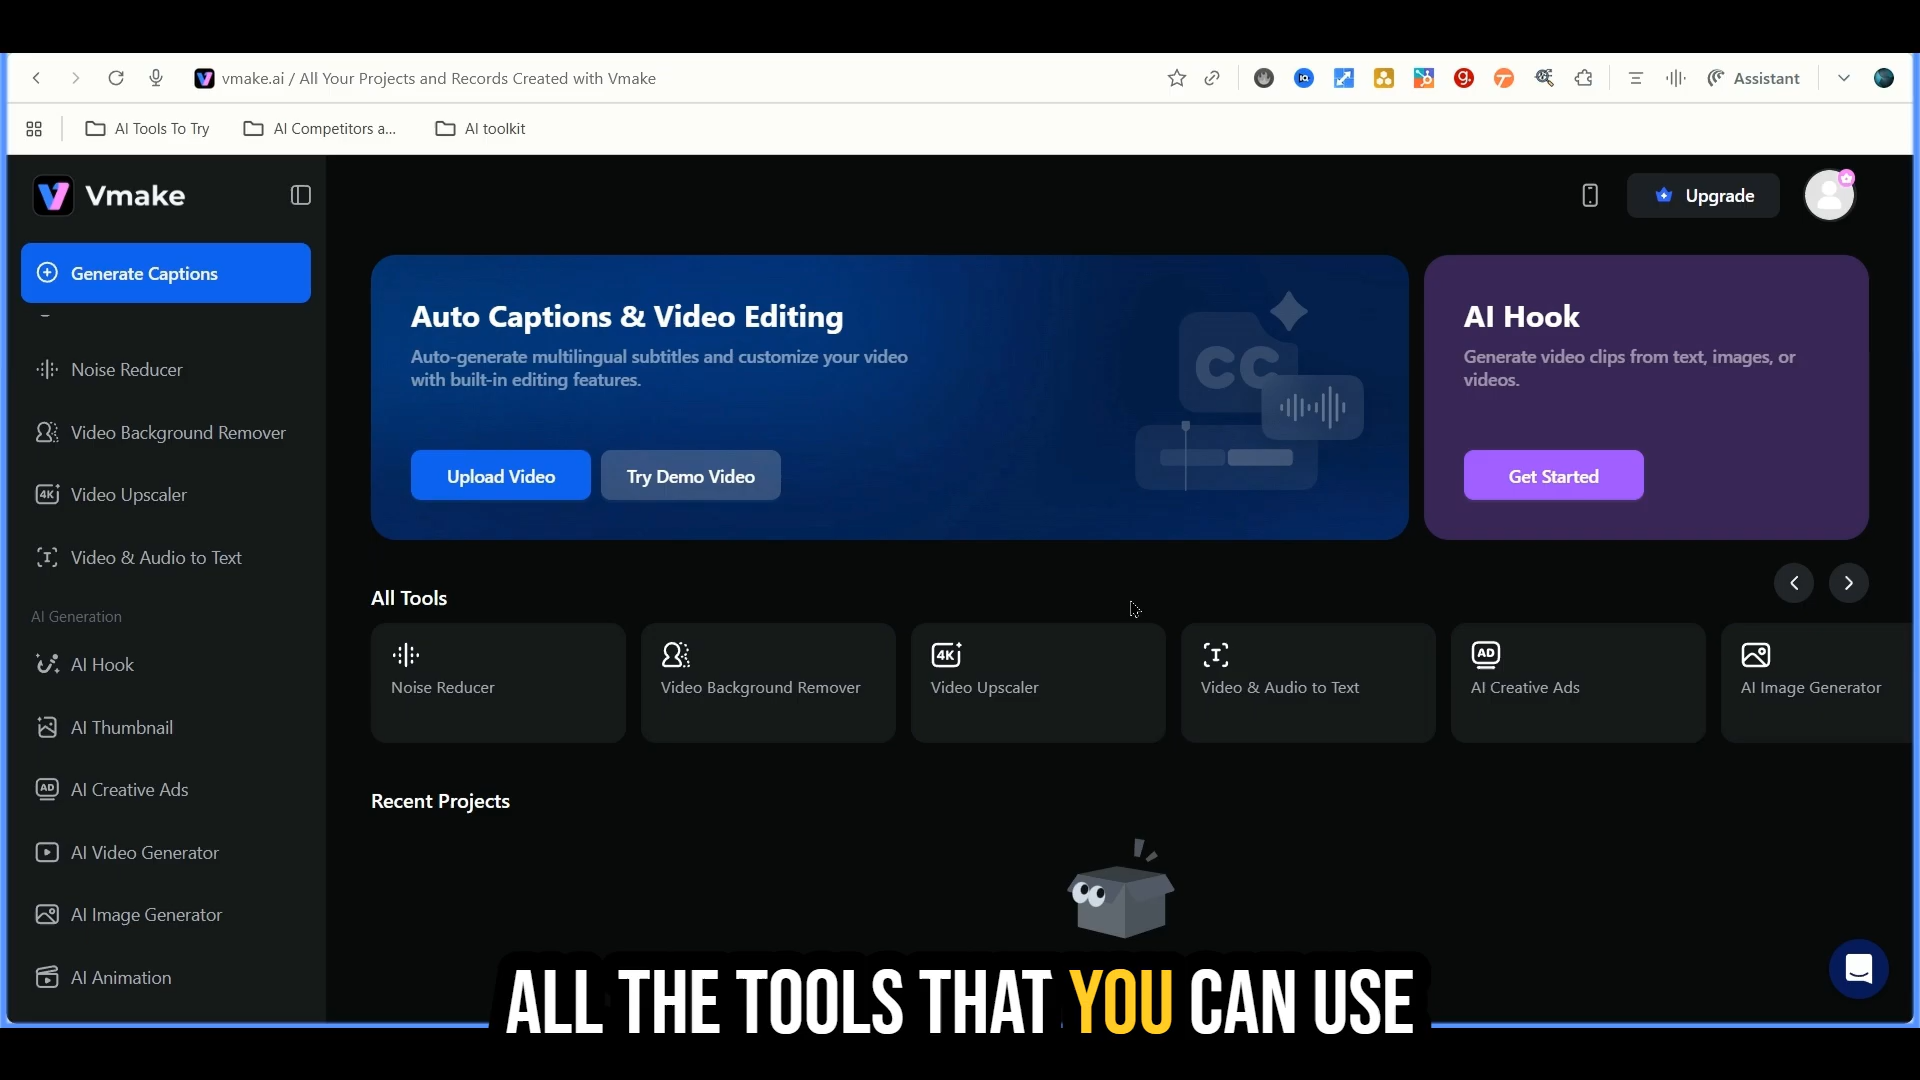 vmake.ai / All Your Projects and Records Created with Vmake
Assistant
AI Tools To Try
AI Competitors a...
AI toolkit
Vmake
Upgrade
Generate Captions
Noise Reducer
Video Background Remover
Video Upscaler
Video & Audio to Text
AI Generation
AI Hook
AI Thumbnail
AI Creative Ads
AI Video Generator
AI Image Generator
AI Animation
Auto Captions & Video Editing
Auto-generate multilingual subtitles and customize your video
with built-in editing features.
Upload Video
Try Demo Video
CC
AI Hook
Generate video clips from text, images, or
videos.
Get Started
All Tools
Noise Reducer
Video Background Remover
4K
Video Upscaler
Video & Audio to Text
AD
AI Creative Ads
AI Image Generator
Recent Projects
ALL THE TOOLS THAT YOU CAN USE